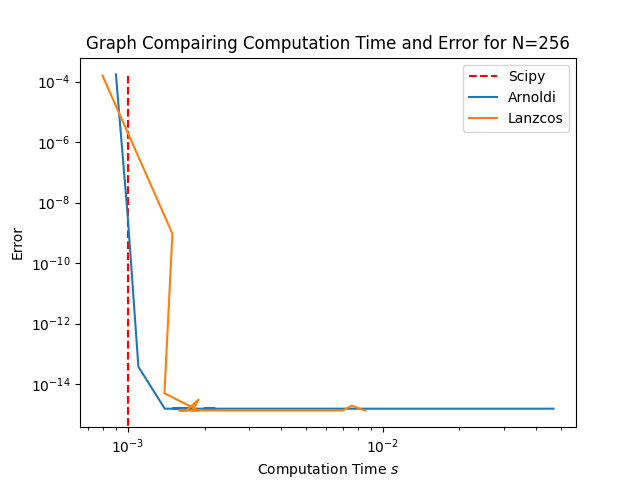 Graph Compairing Computation Time and Error for N=256
Scipy
Arnoldi
Lanzcos
Error
10⁻⁴
10⁻⁶
10⁻⁸
10⁻¹⁰
10⁻¹²
10⁻¹⁴
10⁻³
10⁻²
Computation Time s